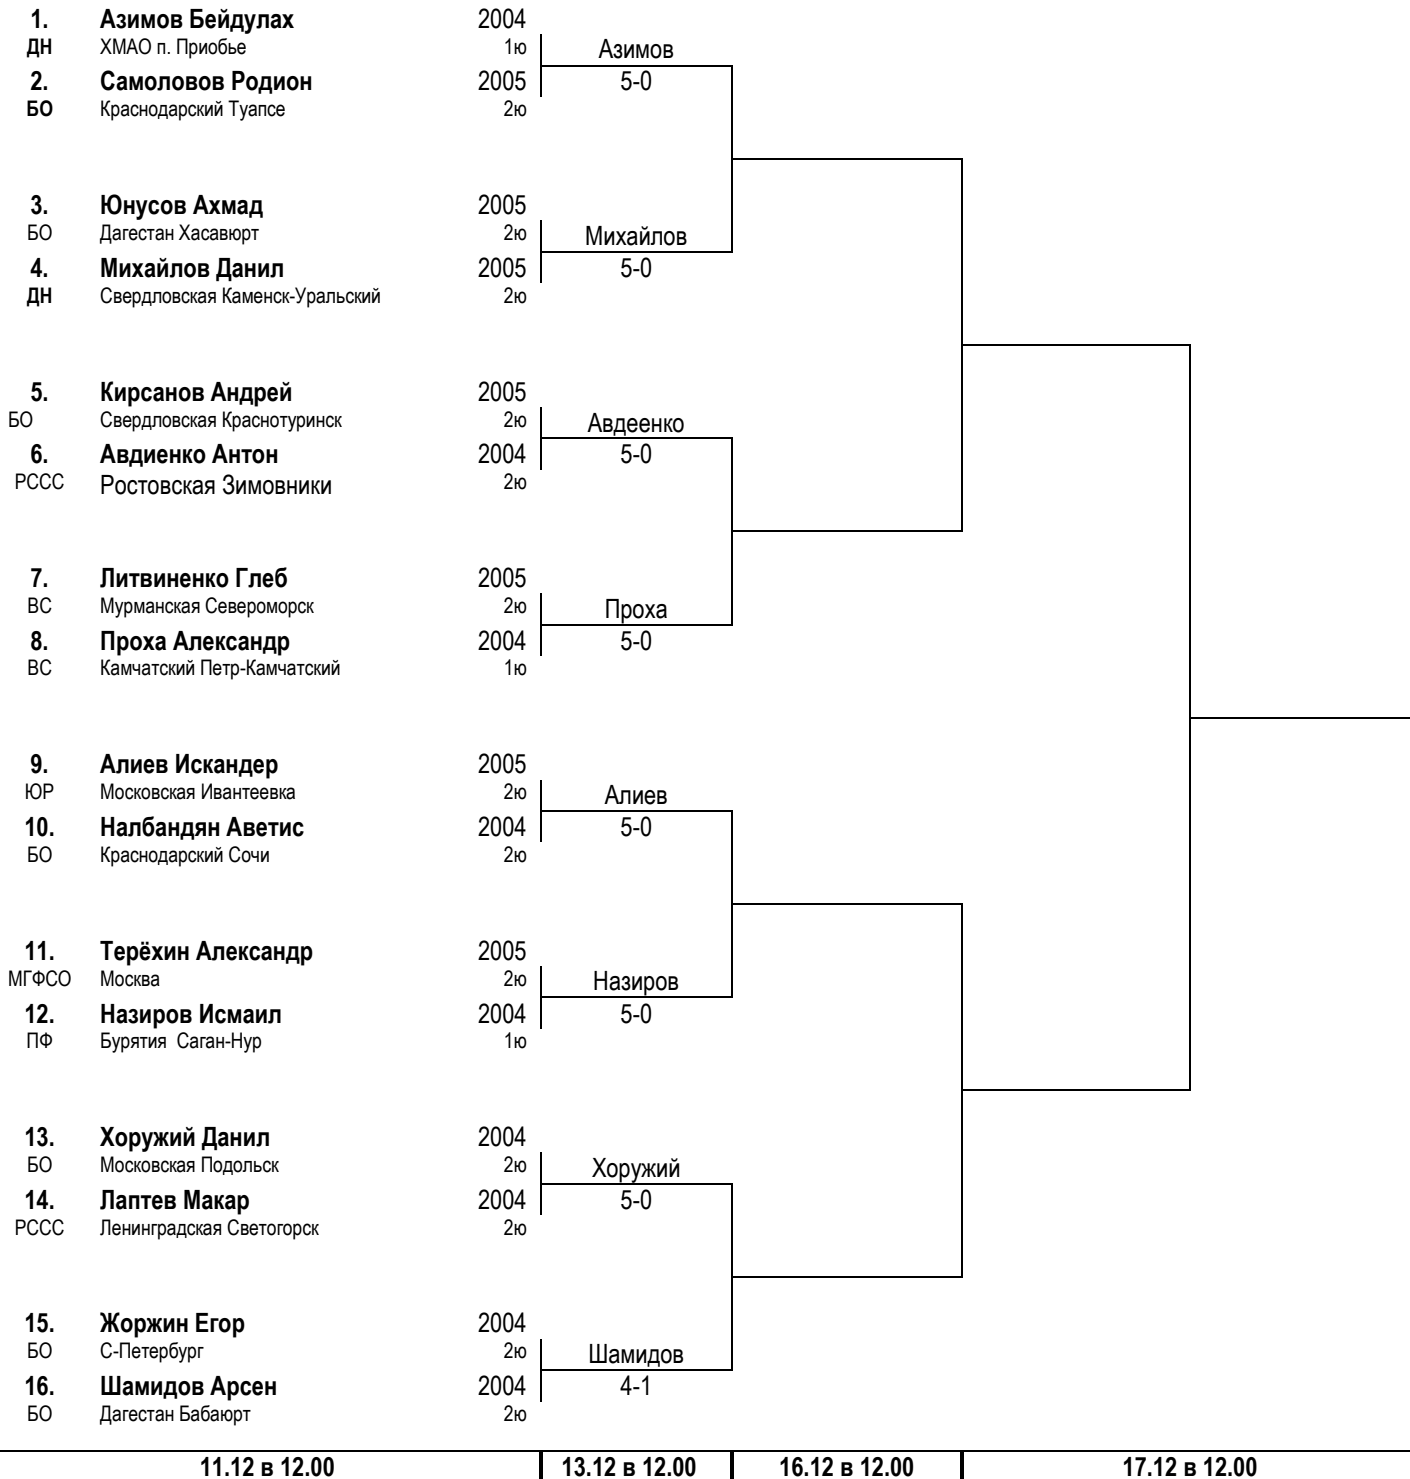 1. Азимов Бейдулах 2004
ДН ХМАО п. Приобье 1ю Азимов
2. Самоловов Родион 2005 5-0
БО Краснодарский Туапсе 2ю
3. Юнусов Ахмад 2005
БО Дагестан Хасавюрт 2ю Михайлов
4. Михайлов Данил 2005 5-0
ДН Свердловская Каменск-Уральский 2ю
5. Кирсанов Андрей 2005
БО Свердловская Краснотуринск 2ю Авдеенко
6. Авдиенко Антон 2004 5-0
РССС Ростовская Зимовники 2ю
7. Литвиненко Глеб 2005
ВС Мурманская Североморск 2ю Проха
8. Проха Александр 2004 5-0
ВС Камчатский Петр-Камчатский 1ю
9. Алиев Искандер 2005
ЮР Московская Ивантеевка 2ю Алиев
10. Налбандян Аветис 2004 5-0
БО Краснодарский Сочи 2ю
11. Терёхин Александр 2005
МГФСО Москва 2ю Назиров
12. Назиров Исмаил 2004 5-0
ПФ Бурятия Саган-Нур 1ю
13. Хоружий Данил 2004
БО Московская Подольск 2ю Хоружий
14. Лаптев Макар 2004 5-0
РССС Ленинградская Светогорск 2ю
15. Жоржин Егор 2004
БО С-Петербург 2ю Шамидов
16. Шамидов Арсен 2004 4-1
БО Дагестан Бабаюрт 2ю
11.12 в 12.00 13.12 в 12.00 16.12 в 12.00 17.12 в 12.00